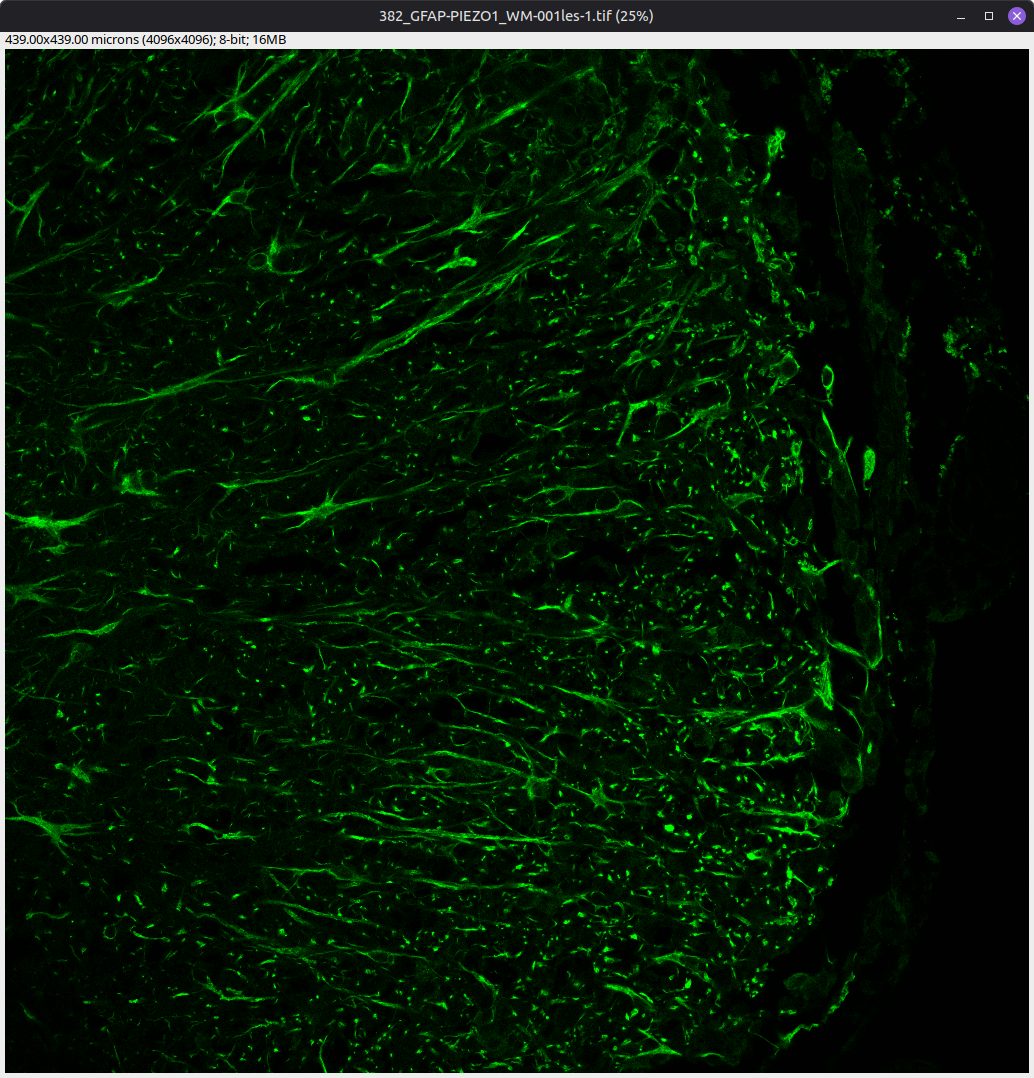 382_GFAP-PIEZO1_WM-001les-1.tif (25%)
439.00x439.00 microns (4096x4096); 8-bit; 16MB